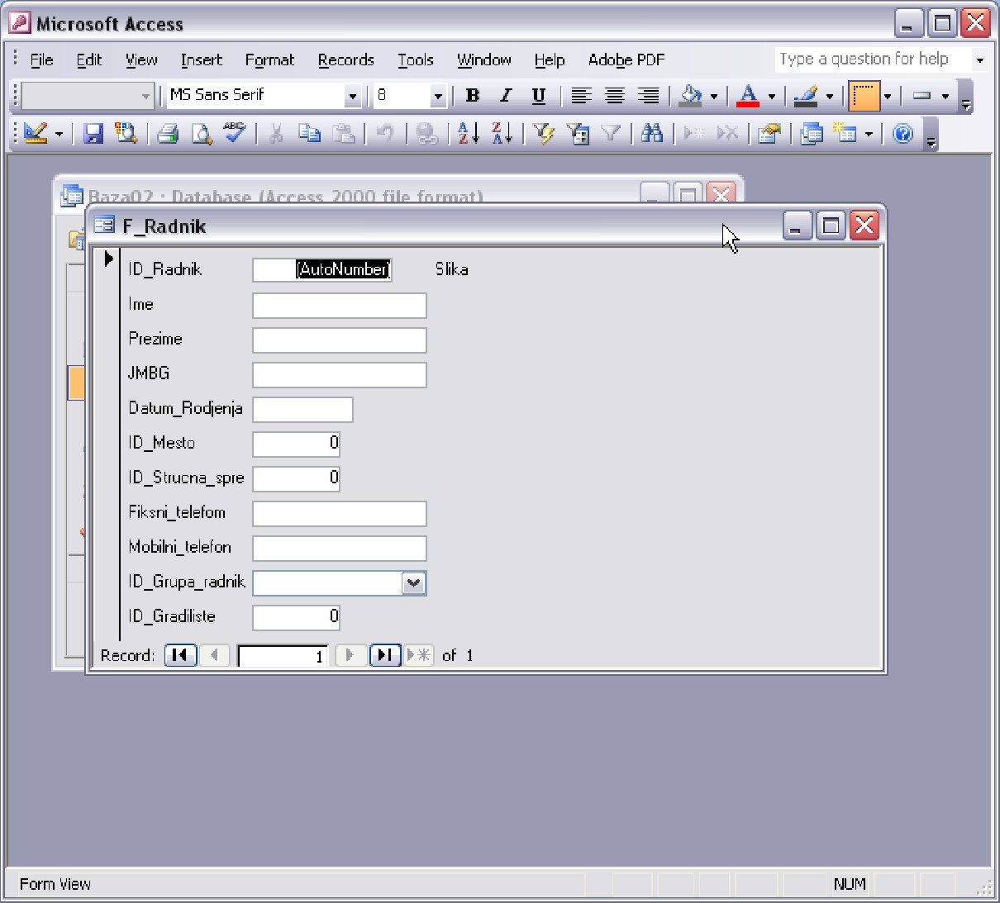 Microsoft Access
File Edit View Insert Format Records Tools Window Help Adobe PDF Type a question for help
MS Sans Serif 8 B I U A
Baza02 : Database (Access 2000 file format)
F_Radnik
ID_Radnik (AutoNumber) Slika
Ime
Prezime
JMBG
Datum_Rodjenja
ID_Mesto 0
ID_Strucna_spre 0
Fiksni_telefom
Mobilni_telefon
ID_Grupa_radnik
ID_Gradiliste 0
Record: 1 of 1
Form View NUM